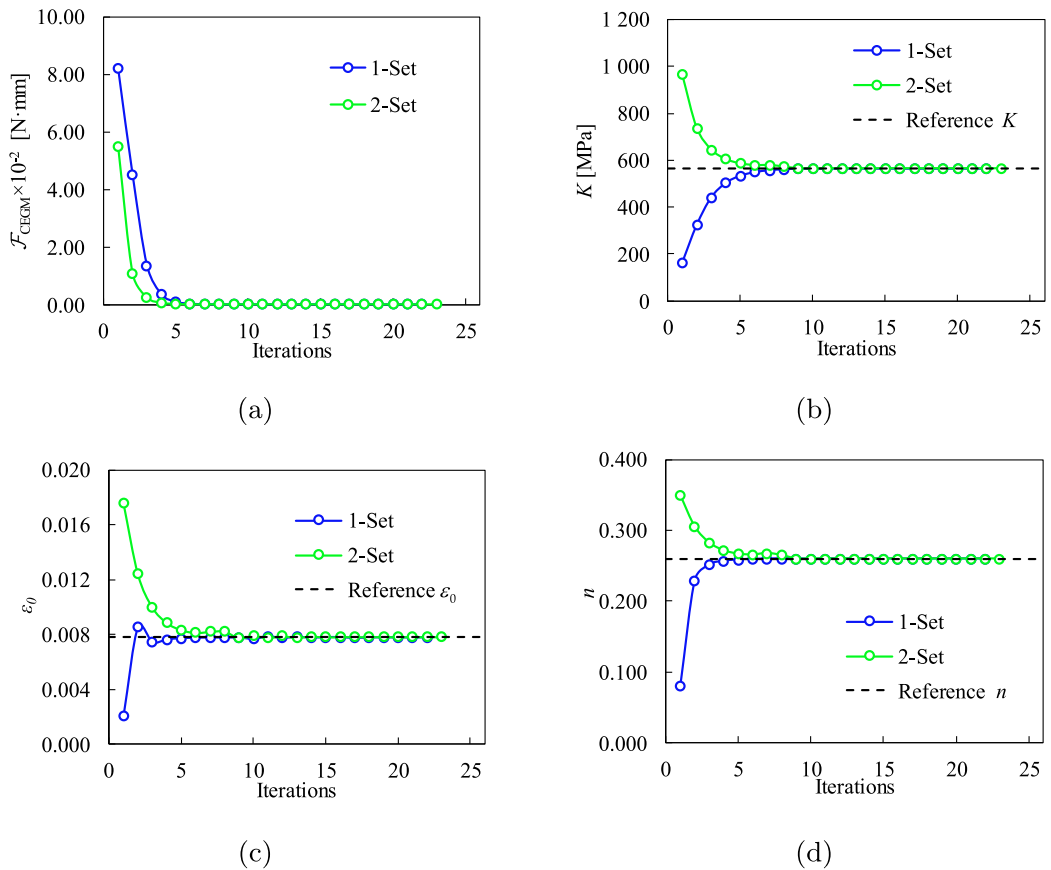 10.00
8.00
6.00
4.00
2.00
0.00
ℱCEGM×10-2 [N·mm]
1-Set
2-Set
0 5 10 15 20 25
Iterations
(a)
1 200
1 000
800
600
400
200
0
K [MPa]
1-Set
2-Set
Reference K
0 5 10 15 20 25
Iterations
(b)
0.020
0.016
0.012
0.008
0.004
0.000
ε0
1-Set
2-Set
Reference ε0
0 5 10 15 20 25
Iterations
(c)
0.400
0.300
0.200
0.100
0.000
n
1-Set
2-Set
Reference n
0 5 10 15 20 25
Iterations
(d)